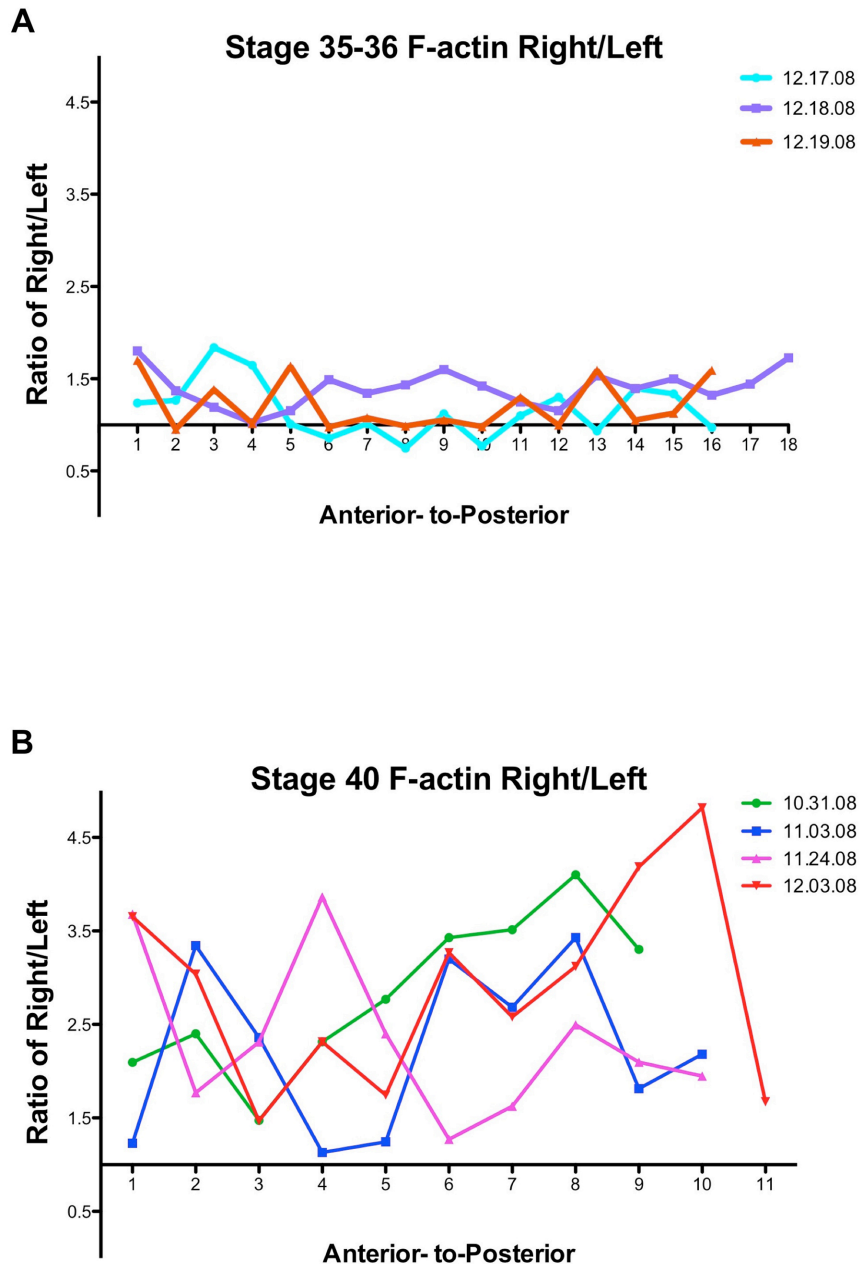 A
Stage 35-36 F-actin Right/Left
12.17.08
12.18.08
12.19.08
Ratio of Right/Left
4.5
3.5
2.5
1.5
0.5
1 2 3 4 5 6 7 8 9 10 11 12 13 14 15 16 17 18
Anterior- to-Posterior
B
Stage 40 F-actin Right/Left
10.31.08
11.03.08
11.24.08
12.03.08
Ratio of Right/Left
4.5
3.5
2.5
1.5
0.5
1 2 3 4 5 6 7 8 9 10 11
Anterior- to-Posterior